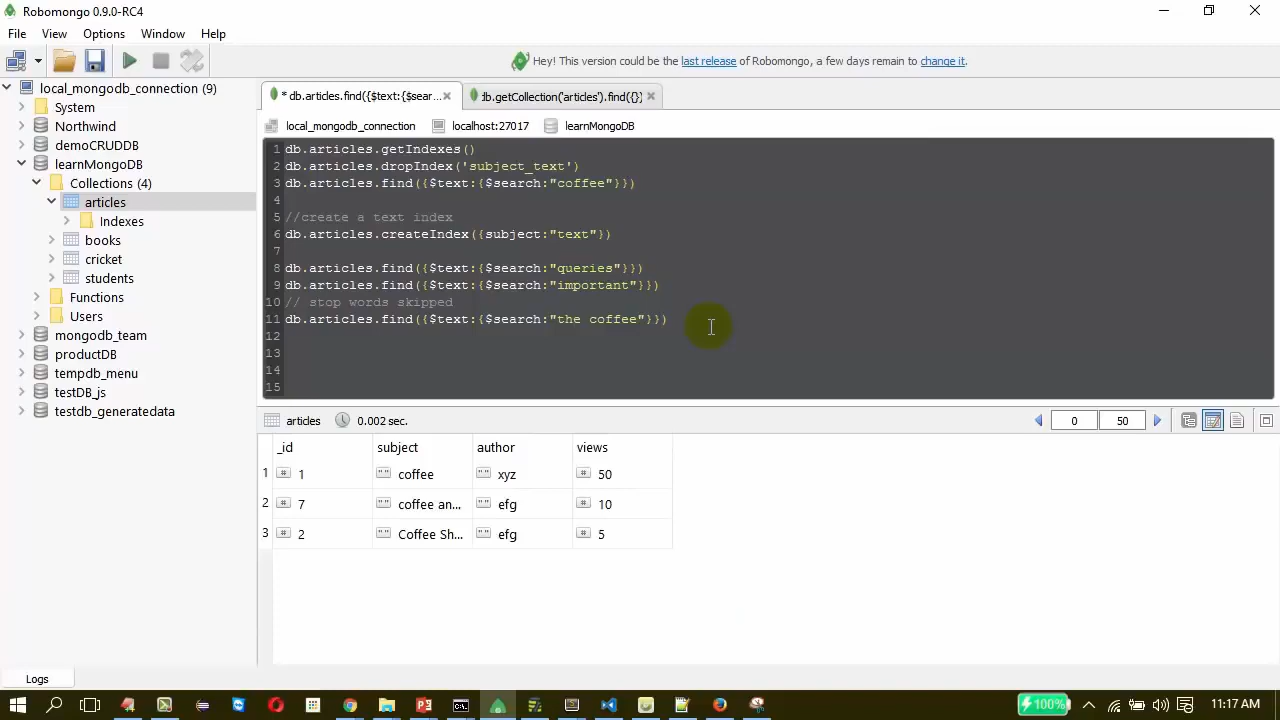 Robomongo 0.9.0-RC4
File View Options Window Help
Hey! This version could be the last release of Robomongo, a few days remain to change it.
local_mongodb_connection (9)
System
Northwind
demoCRUDDB
learnMongoDB
Collections (4)
articles
Indexes
books
cricket
students
Functions
Users
mongodb_team
productDB
tempdb_menu
testDB_js
testdb_generatedata
* db.articles.find({$text:{$sear...
db.getCollection('articles').find({})
local_mongodb_connection localhost:27017 learnMongoDB
1 db.articles.getIndexes()
2 db.articles.dropIndex('subject_text')
3 db.articles.find({$text:{$search:"coffee"}})
4
5 //create a text index
6 db.articles.createIndex({subject:"text"})
7
8 db.articles.find({$text:{$search:"queries"}})
9 db.articles.find({$text:{$search:"important"}})
10 // stop words skipped
11 db.articles.find({$text:{$search:"the coffee"}})
12
13
14
15
articles 0.002 sec. 0 50
_id subject author views
1 1 coffee xyz 50
2 7 coffee an... efg 10
3 2 Coffee Sh... efg 5
Logs
100% 11:17 AM